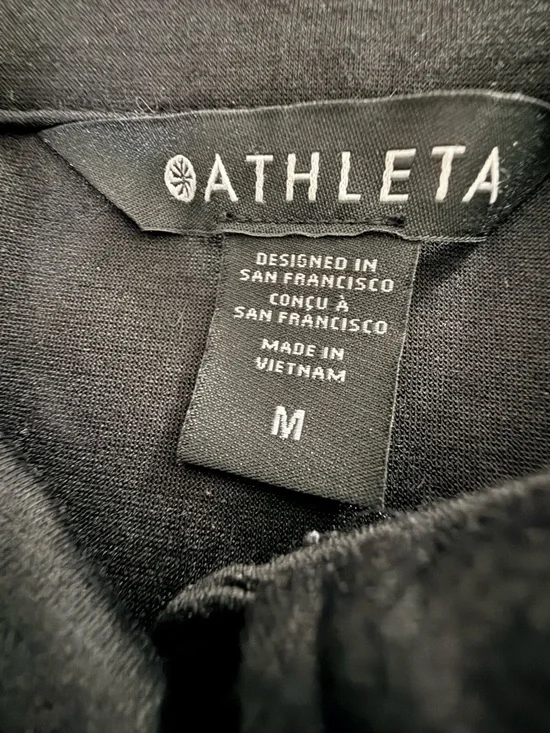 ATHLETA
DESIGNED IN
SAN FRANCISCO
CONÇU À
SAN FRANCISCO
MADE IN
VIETNAM
M